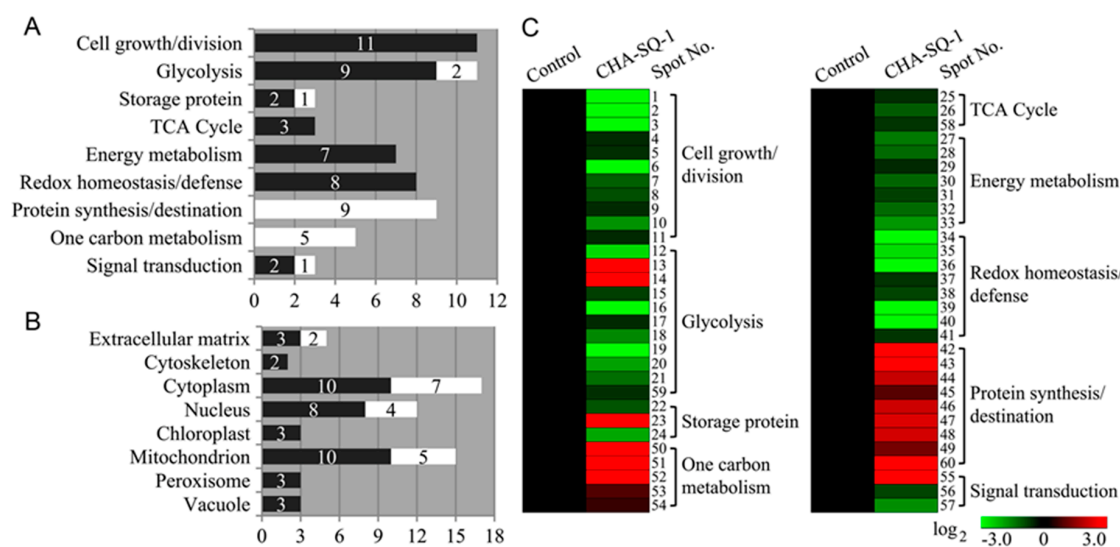 A
Cell growth/division 11
Glycolysis 9 2
Storage protein 2 1
TCA Cycle 3
Energy metabolism 7
Redox homeostasis/defense 8
Protein synthesis/destination 9
One carbon metabolism 5
Signal transduction 2 1
0 2 4 6 8 10 12
B
Extracellular matrix 3 2
Cytoskeleton 2
Cytoplasm 10 7
Nucleus 8 4
Chloroplast 3
Mitochondrion 10 5
Peroxisome 3
Vacuole 3
0 3 6 9 12 15 18
C
Control CHA-SQ-1 Spot No.
1
2
3
4
5
6
7
8
9
10
11
Cell growth/
division
12
13
14
15
16
17
18
19
20
21
59
Glycolysis
22
23
24
Storage protein
50
51
52
53
54
One carbon
metabolism
Control CHA-SQ-1 Spot No.
25
26
58
TCA Cycle
27
28
29
30
31
32
33
Energy metabolism
34
35
36
37
38
39
40
41
Redox homeostasis/
defense
42
43
44
45
46
47
48
49
60
Protein synthesis/
destination
55
56
57
Signal transduction
log2
-3.0 0 3.0